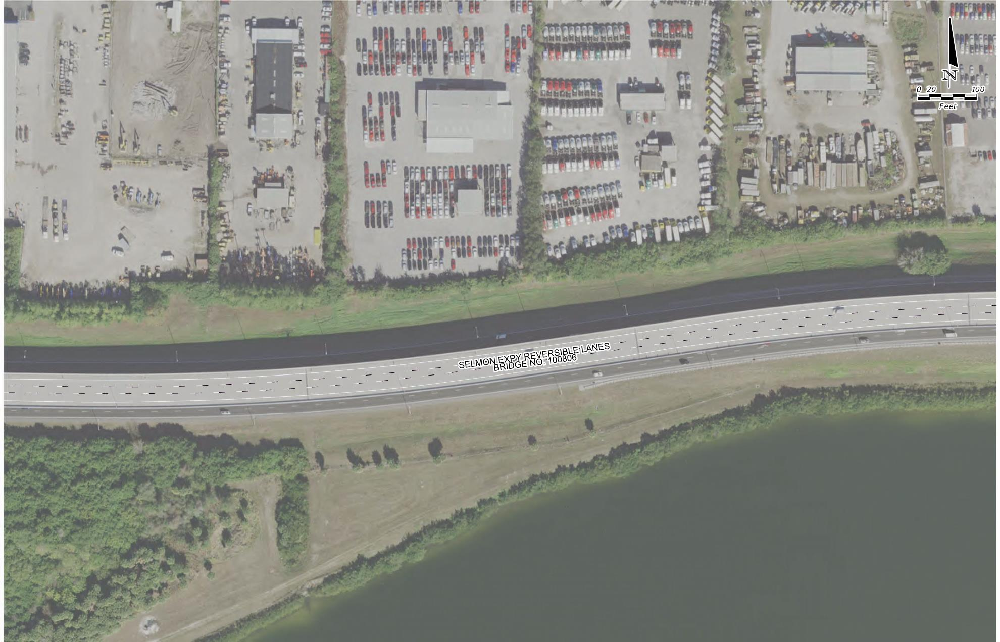 N
0 20 100
Feet
SELMON EXPY REVERSIBLE LANES
BRIDGE NO. 100806